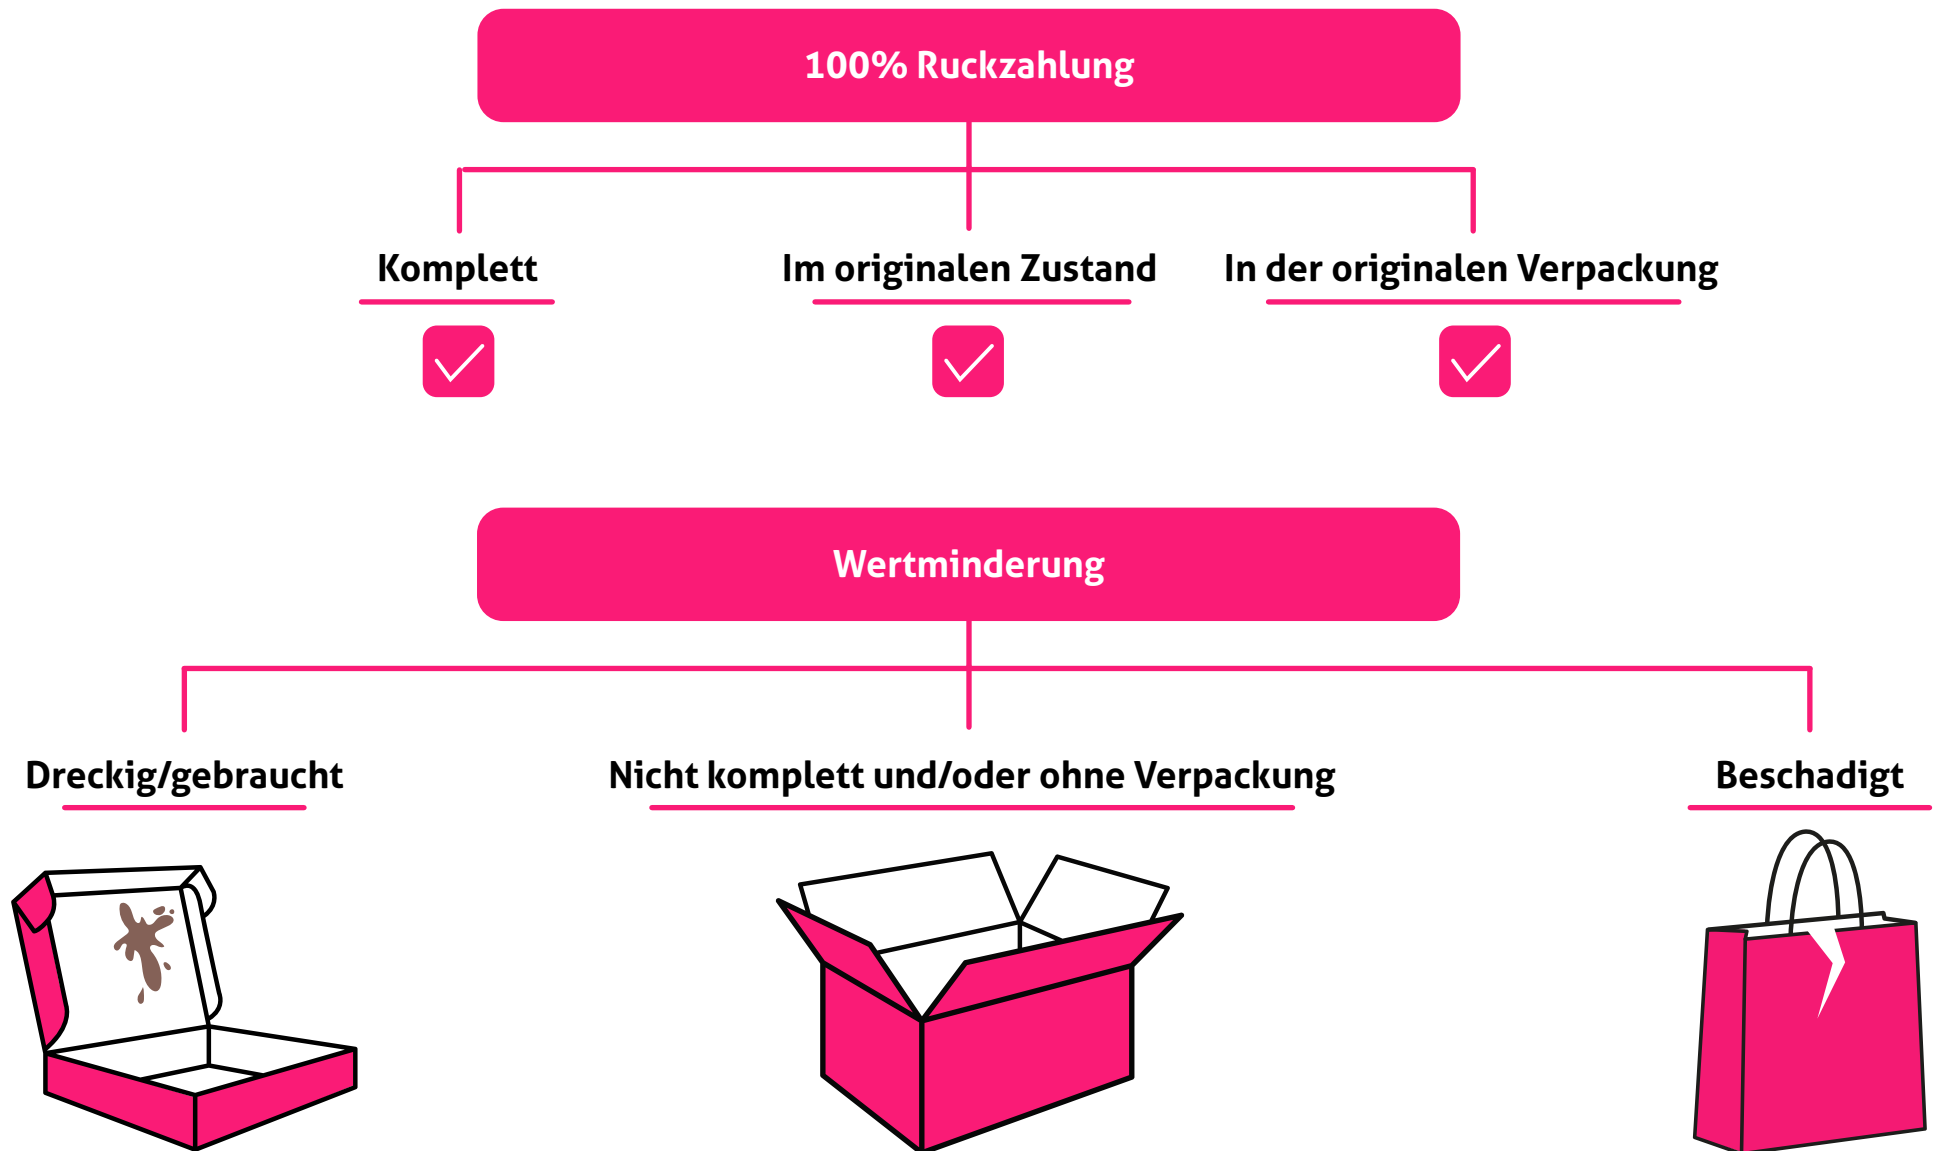 100% Ruckzahlung
Komplett
Im originalen Zustand
In der originalen Verpackung
Wertminderung
Dreckig/gebraucht
Nicht komplett und/oder ohne Verpackung
Beschadigt